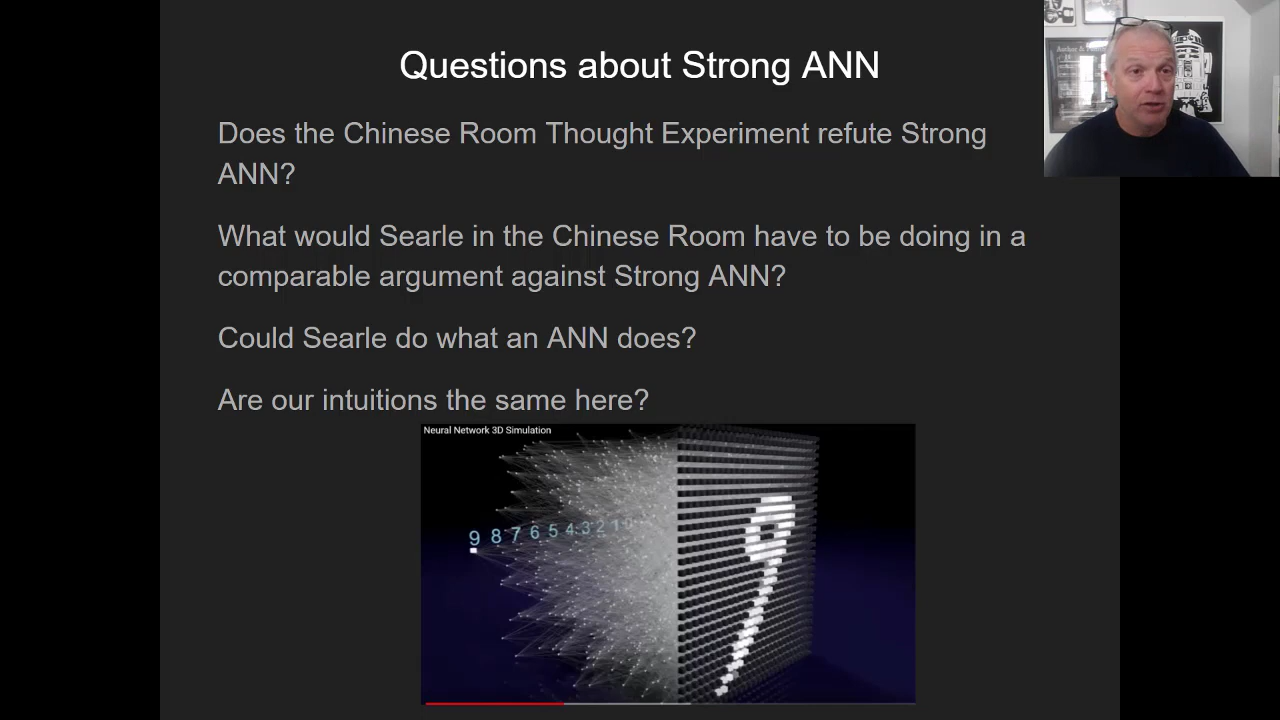 Questions about Strong ANN
Does the Chinese Room Thought Experiment refute Strong
ANN?
What would Searle in the Chinese Room have to be doing in a
comparable argument against Strong ANN?
Could Searle do what an ANN does?
Are our intuitions the same here?
Neural Network 3D Simulation
9 8 7 6 5 4 3 2 1 0
9